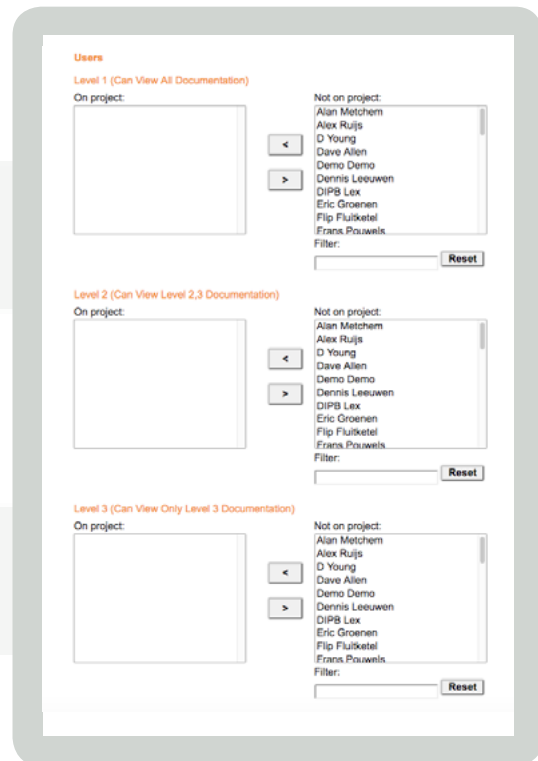 Users
Level 1 (Can View All Documentation)
On project:
Not on project:
Alan Metchem
Alex Ruijs
D Young
Dave Allen
Demo Demo
Dennis Leeuwen
DIPB Lex
Eric Groenen
Flip Fluitketel
Frans Pouwels
<
>
Filter:
Reset
Level 2 (Can View Level 2,3 Documentation)
On project:
Not on project:
Alan Metchem
Alex Ruijs
D Young
Dave Allen
Demo Demo
Dennis Leeuwen
DIPB Lex
Eric Groenen
Flip Fluitketel
Frans Pouwels
<
>
Filter:
Reset
Level 3 (Can View Only Level 3 Documentation)
On project:
Not on project:
Alan Metchem
Alex Ruijs
D Young
Dave Allen
Demo Demo
Dennis Leeuwen
DIPB Lex
Eric Groenen
Flip Fluitketel
Frans Pouwels
<
>
Filter:
Reset